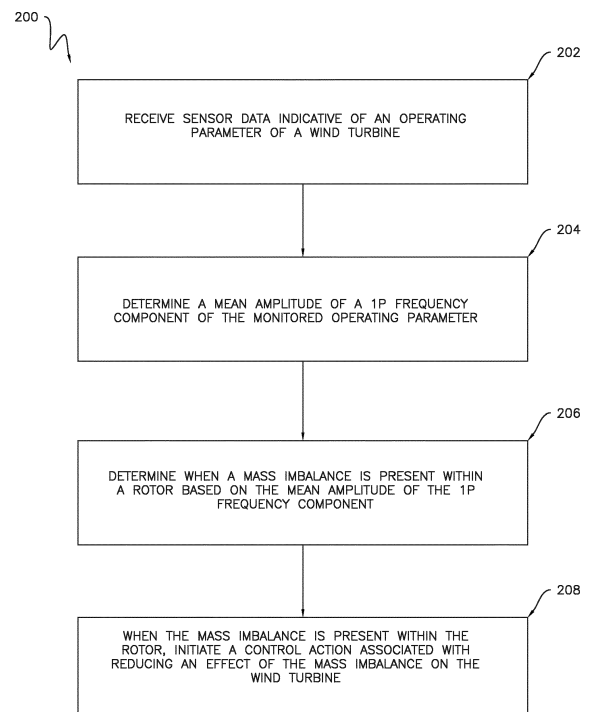 200
202
RECEIVE SENSOR DATA INDICATIVE OF AN OPERATING
PARAMETER OF A WIND TURBINE
204
DETERMINE A MEAN AMPLITUDE OF A 1P FREQUENCY
COMPONENT OF THE MONITORED OPERATING PARAMETER
206
DETERMINE WHEN A MASS IMBALANCE IS PRESENT WITHIN
A ROTOR BASED ON THE MEAN AMPLITUDE OF THE 1P
FREQUENCY COMPONENT
208
WHEN THE MASS IMBALANCE IS PRESENT WITHIN THE
ROTOR, INITIATE A CONTROL ACTION ASSOCIATED WITH
REDUCING AN EFFECT OF THE MASS IMBALANCE ON THE
WIND TURBINE